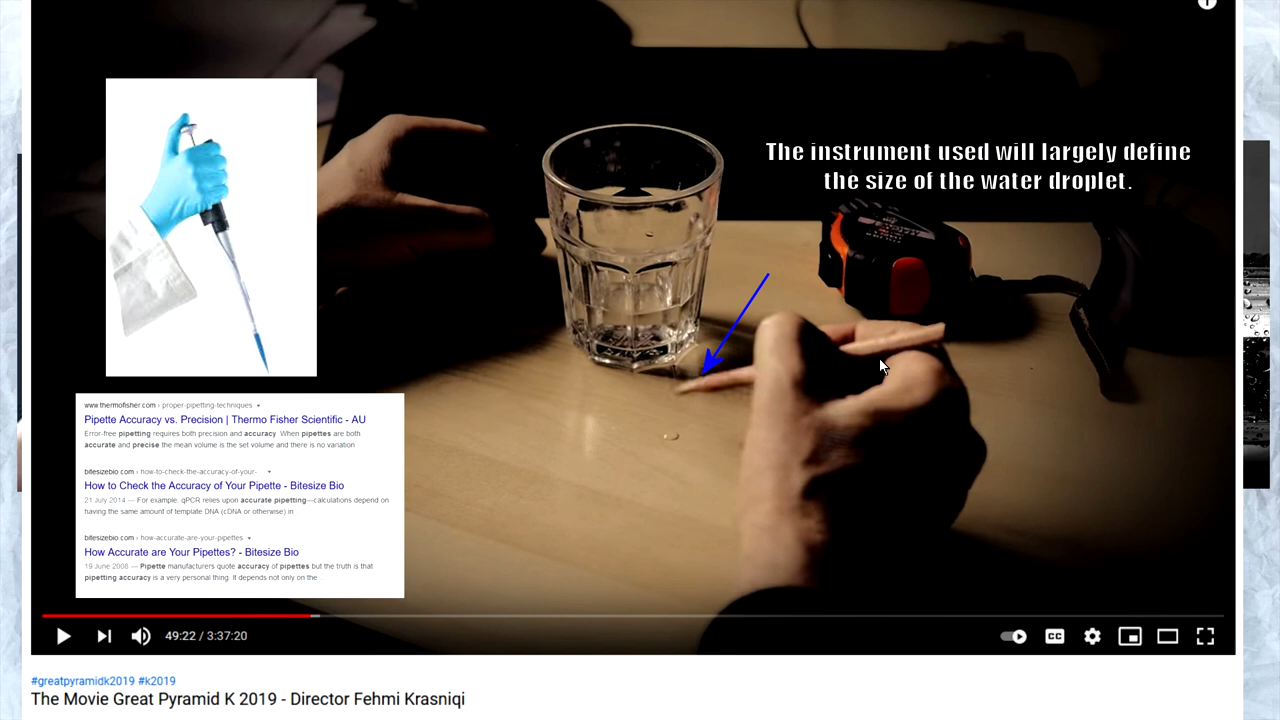 The instrument used will largely define
the size of the water droplet.
www.thermofisher.com › proper-pipetting-techniques
Pipette Accuracy vs. Precision | Thermo Fisher Scientific - AU
Error-free pipetting requires both precision and accuracy. When pipettes are both
accurate and precise the mean volume is the set volume and there is no variation
bitesizebio.com › how-to-check-the-accuracy-of-your-
How to Check the Accuracy of Your Pipette - Bitesize Bio
21 July 2014 — For example, qPCR relies upon accurate pipetting—calculations depend on
having the same amount of template DNA (cDNA or otherwise) in
bitesizebio.com › how-accurate-are-your-pipettes
How Accurate are Your Pipettes? - Bitesize Bio
Pipette manufacturers quote accuracy of pipettes but the truth is that
pipetting accuracy is a very personal thing. It depends not only on the
49:22 / 3:37:20
CC
#greatpyramidk2019 #k2019
The Movie Great Pyramid K 2019 - Director Fehmi Krasniqi